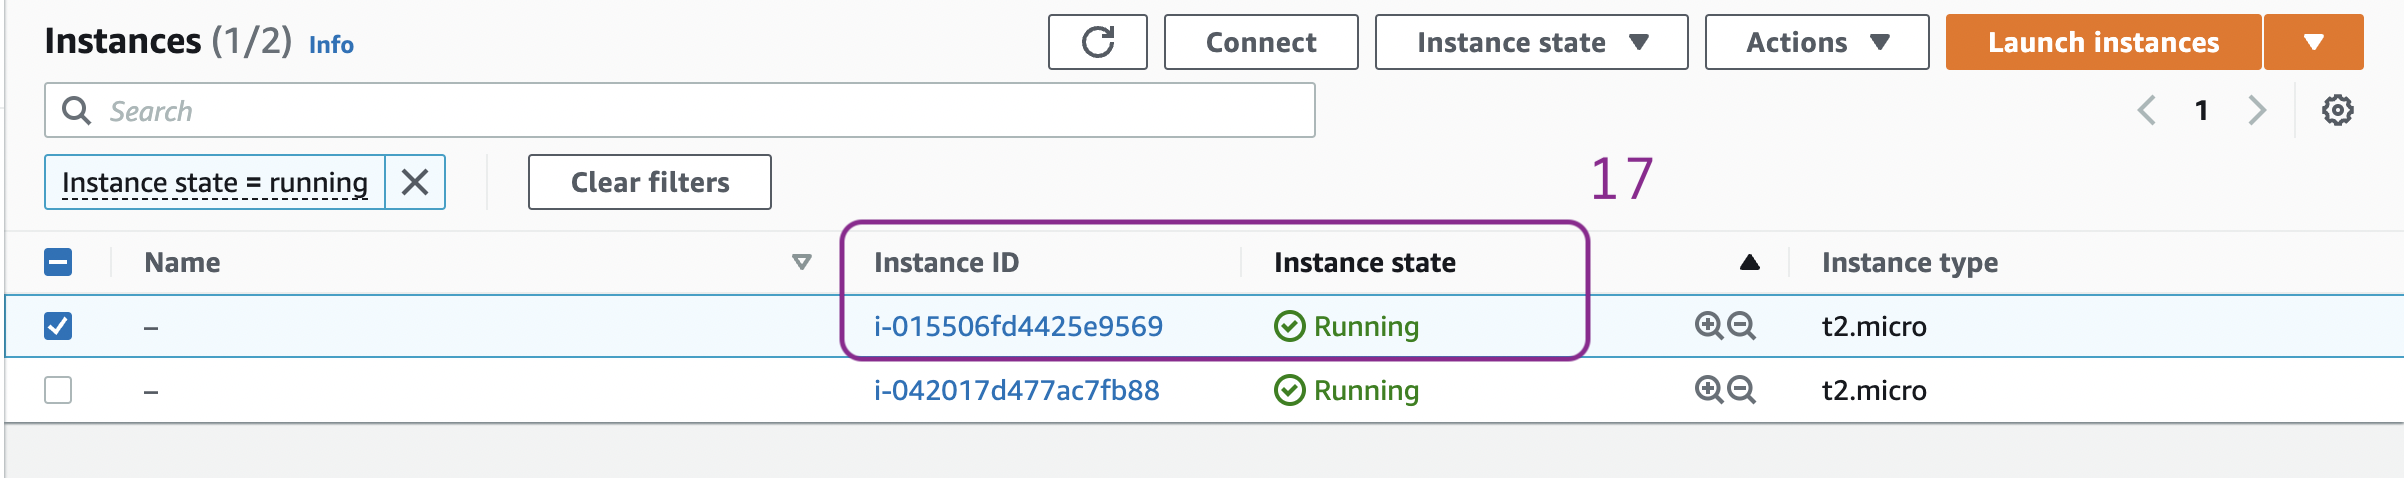 Instances (1/2) Info Connect Instance state Actions Launch instances
Search 1
Instance state = running Clear filters 17
Name Instance ID Instance state Instance type
– i-015506fd4425e9569 Running t2.micro
– i-042017d477ac7fb88 Running t2.micro